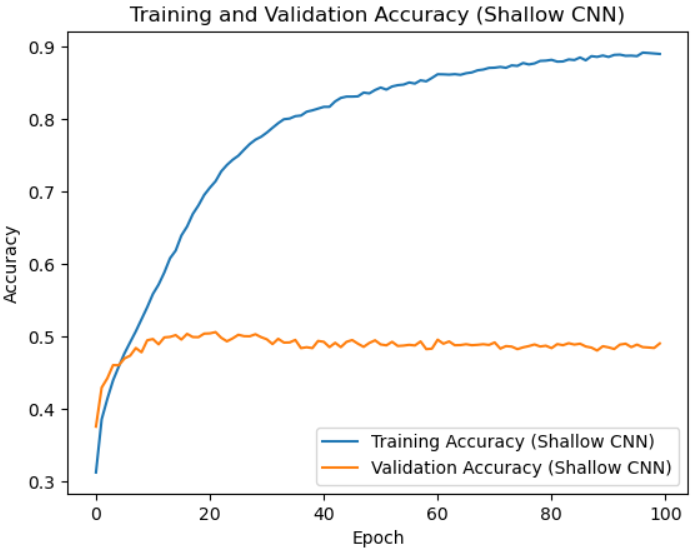 Training and Validation Accuracy (Shallow CNN)
0.9
0.8
0.7
0.6
0.5
0.4
0.3
Accuracy
Training Accuracy (Shallow CNN)
Validation Accuracy (Shallow CNN)
0 20 40 60 80 100
Epoch